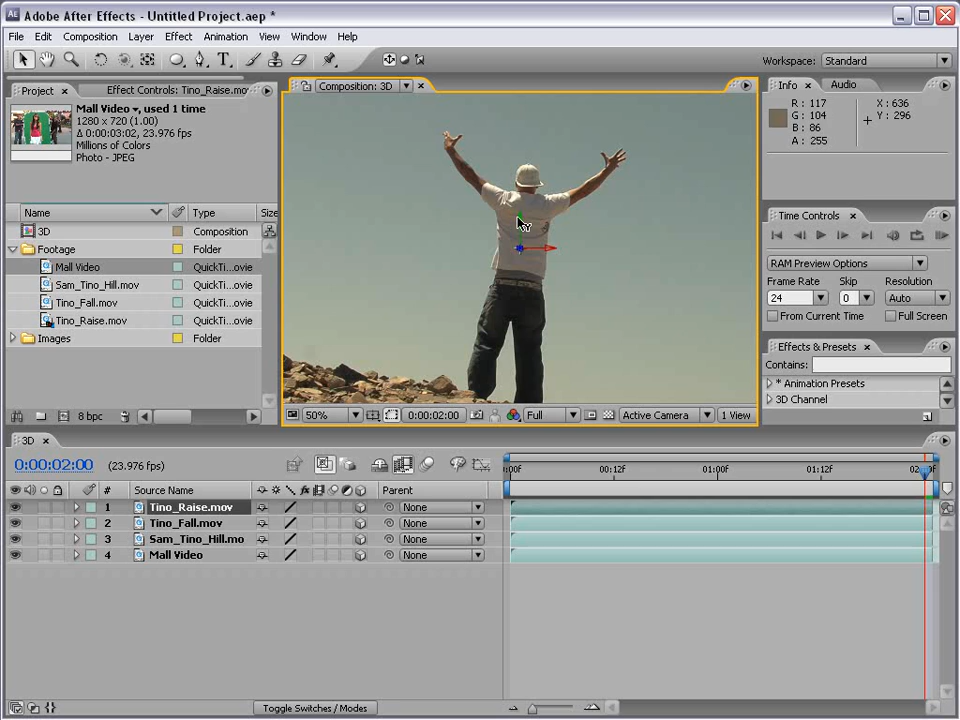 Adobe After Effects - Untitled Project.aep *
File Edit Composition Layer Effect Animation View Window Help
Workspace: Standard
Project × Effect Controls: Tino_Raise.mov
Mall Video, used 1 time
1280 x 720 (1.00)
Δ 0:00:03:02, 23.976 fps
Millions of Colors
Photo - JPEG
Name Type Size
3D Composition
Footage Folder
Mall Video QuickTi...ovie
Sam_Tino_Hill.mov QuickTi...ovie
Tino_Fall.mov QuickTi...ovie
Tino_Raise.mov QuickTi...ovie
Images Folder
8 bpc
Composition: 3D ×
50% 0:00:02:00 Full Active Camera 1 View
Info × Audio
R : 117
G : 104
B : 86
A : 255
X : 636
Y : 296
Time Controls ×
RAM Preview Options
Frame Rate Skip Resolution
24 0 Auto
From Current Time Full Screen
Effects & Presets ×
Contains:
* Animation Presets
3D Channel
3D ×
0:00:02:00 (23.976 fps)
:00f 00:12f 01:00f 01:12f
# Source Name Parent
1 Tino_Raise.mov None
2 Tino_Fall.mov None
3 Sam_Tino_Hill.mo None
4 Mall Video None
Toggle Switches / Modes